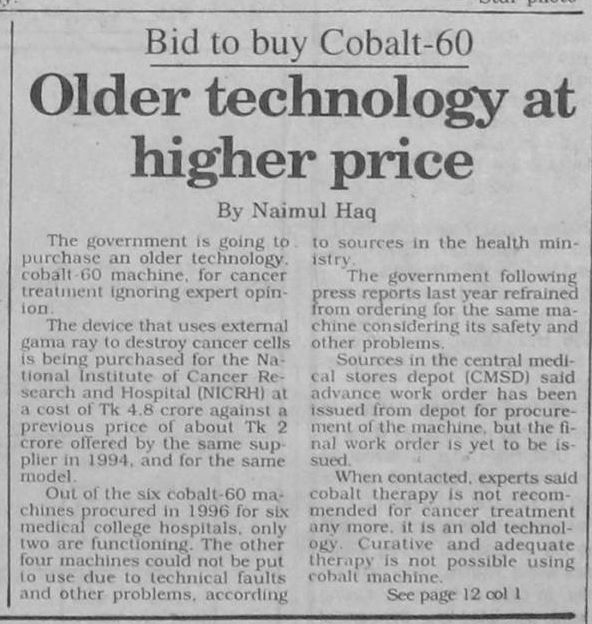 Bid to buy Cobalt-60
Older technology at
higher price
By Naimul Haq
The government is going to
purchase an older technology,
cobalt-60 machine, for cancer
treatment ignoring expert opin-
ion.
The device that uses external
gama ray to destroy cancer cells
is being purchased for the Na-
tional Institute of Cancer Re-
search and Hospital (NICRH) at
a cost of Tk 4.8 crore against a
previous price of about Tk 2
crore offered by the same sup-
plier in 1994, and for the same
model.
Out of the six cobalt-60 ma-
chines procured in 1996 for six
medical college hospitals, only
two are functioning. The other
four machines could not be put
to use due to technical faults
and other problems, according
to sources in the health min-
istry.
The government following
press reports last year refrained
from ordering for the same ma-
chine considering its safety and
other problems.
Sources in the central medi-
cal stores depot (CMSD) said
advance work order has been
issued from depot for procure-
ment of the machine, but the fi-
nal work order is yet to be is-
sued.
When contacted, experts said
cobalt therapy is not recom-
mended for cancer treatment
any more, it is an old technol-
ogy. Curative and adequate
therapy is not possible using
cobalt machine.
See page 12 col 1